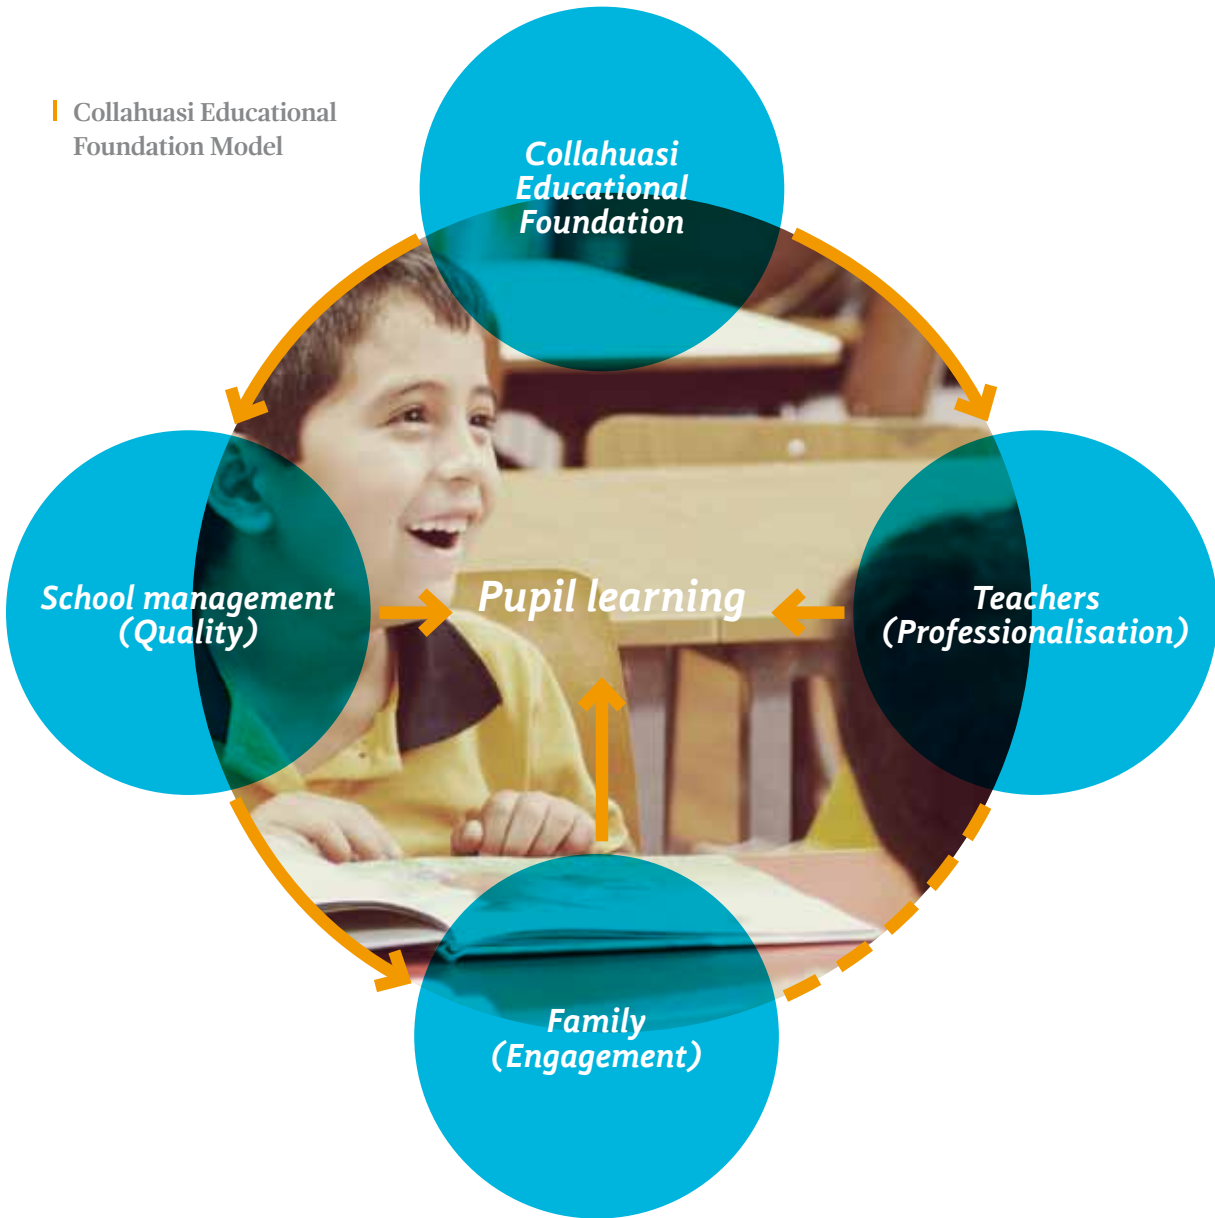 Collahuasi Educational
Foundation Model
Collahuasi
Educational
Foundation
School management
(Quality)
Pupil learning
Teachers
(Professionalisation)
Family
(Engagement)